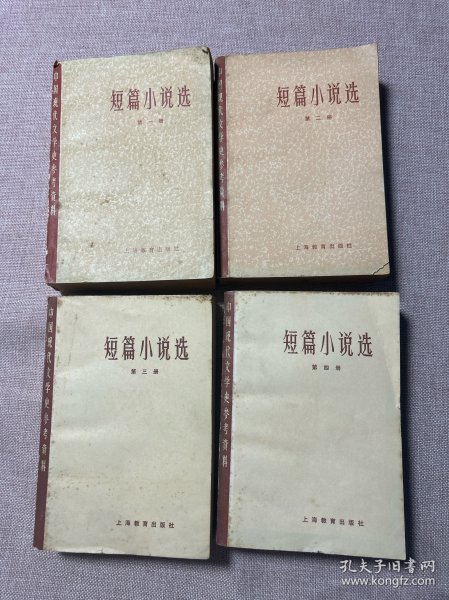 中国现代文学史参考资料
短篇小说选
第一册
上海教育出版社
中国现代文学史参考资料
短篇小说选
第二册
上海教育出版社
中国现代文学史参考资料
短篇小说选
第三册
上海教育出版社
中国现代文学史参考资料
短篇小说选
第四册
上海教育出版社
孔夫子旧书网
www.kongfz.com